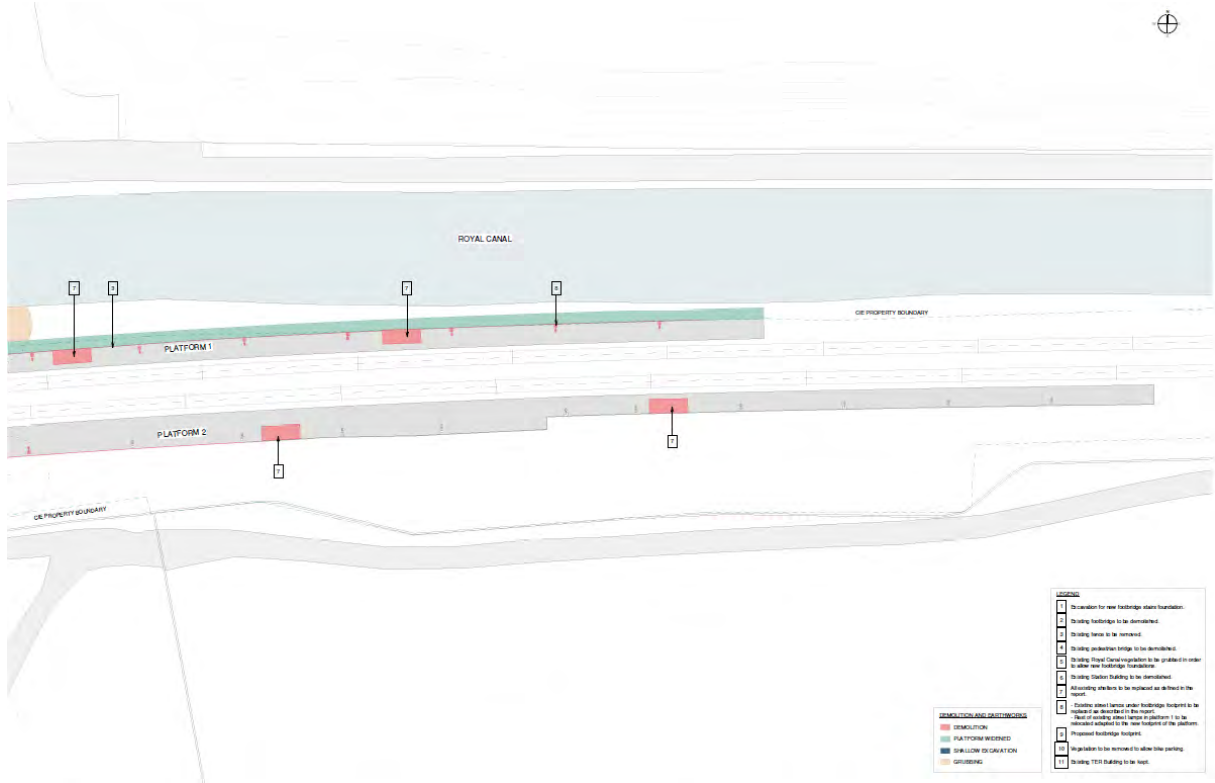 ROYAL CANAL
7
3
7
8
CIE PROPERTY BOUNDARY
PLATFORM 1
PLATFORM 2
7
7
CIE PROPERTY BOUNDARY
LEGEND
1 Excavation for new footbridge stairs foundation.
2 Existing footbridge to be demolished.
3 Existing fence to be removed.
4 Existing pedestrian bridge to be demolished.
5 Existing Royal Canal vegetation to be grubbed in order
to allow new footbridge foundations.
6 Existing Station Building to be demolished.
7 All existing shelters to be replaced as defined in the
report.
8 - Existing street lamps under footbridge footprint to be
replaced as described in the report.
- Rest of existing street lamps in platform 1 to be
relocated adapted to the new footprint of the platform.
9 Proposed footbridge footprint.
10 Vegetation to be removed to allow bike parking.
11 Existing TER Building to be kept.
DEMOLITION AND EARTHWORKS
DEMOLITION
PLATFORM WIDENED
SHALLOW EXCAVATION
GRUBBING